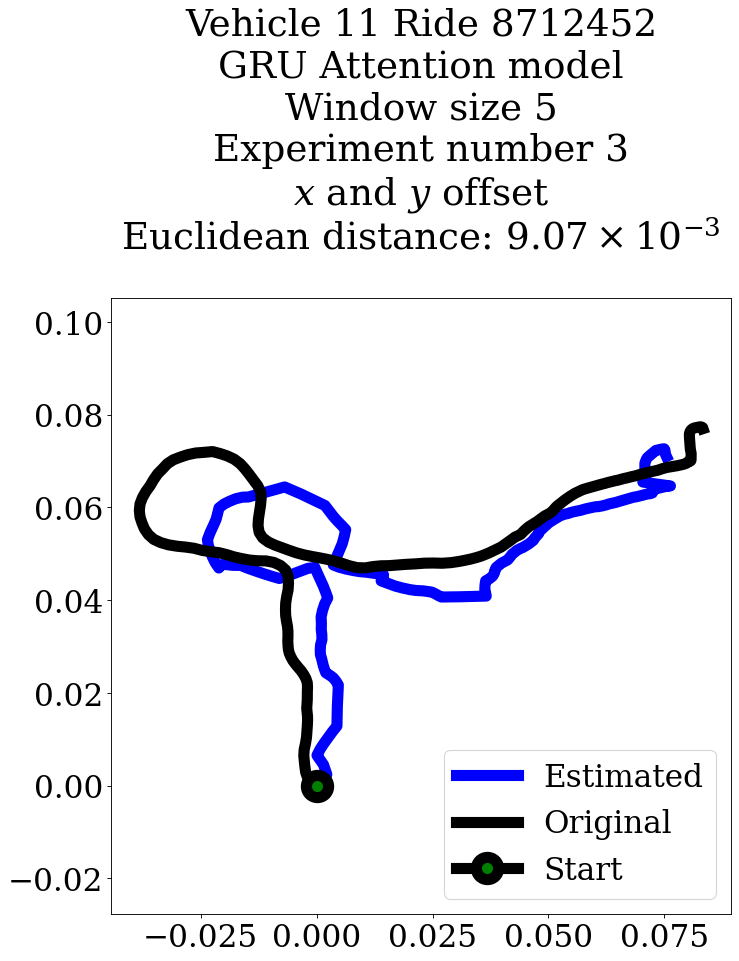 Vehicle 11 Ride 8712452
GRU Attention model
Window size 5
Experiment number 3
x and y offset
Euclidean distance: 9.07 × 10⁻³
0.10
0.08
0.06
0.04
0.02
0.00
−0.02
Estimated
Original
Start
−0.025 0.000 0.025 0.050 0.075